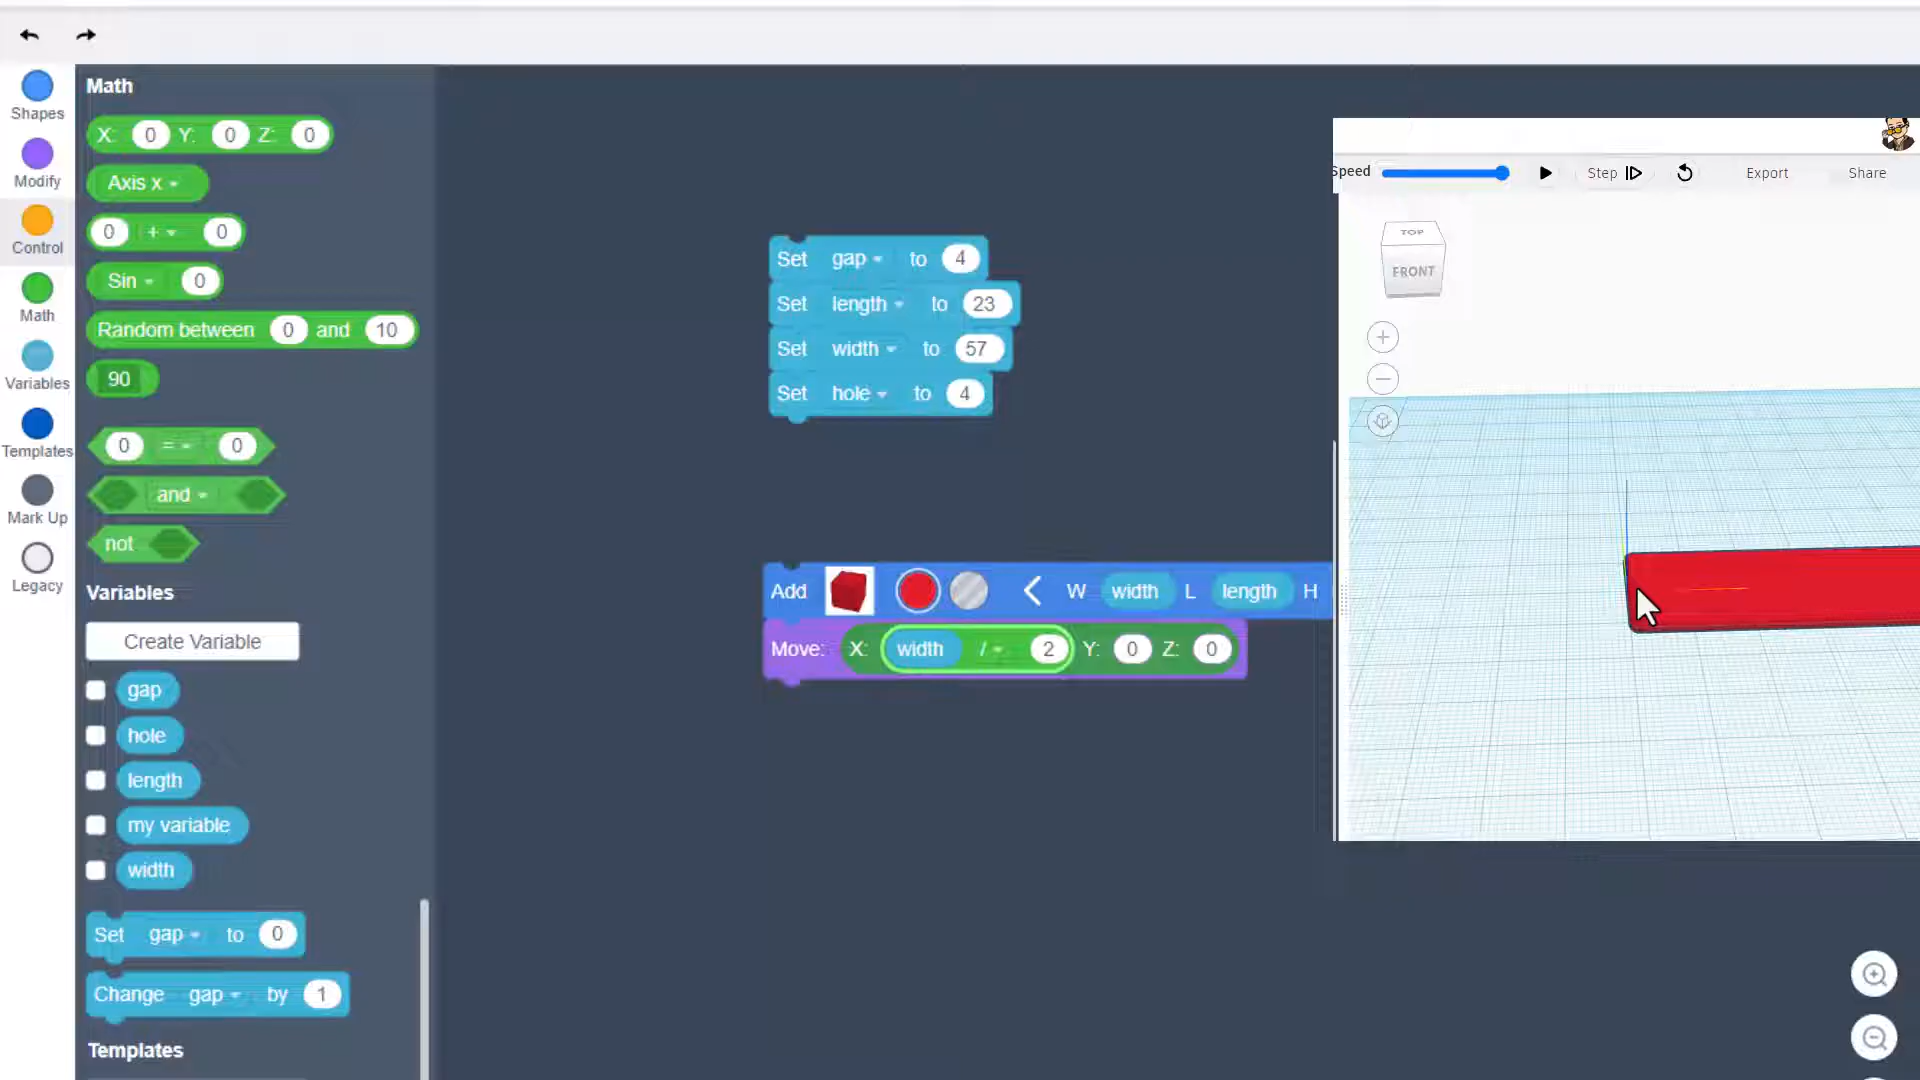 Shapes
Modify
Control
Math
Variables
Templates
Mark Up
Legacy
Math
X: 0 Y: 0 Z: 0
Axis x
0 + 0
Sin 0
Random between 0 and 10
90
0 = 0
and
not
Variables
Create Variable
gap
hole
length
my variable
width
Set gap to 0
Change gap by 1
Templates
Set gap to 4
Set length to 23
Set width to 57
Set hole to 4
Add W width L length H
Move: X: width / 2 Y: 0 Z: 0
Speed Step Export Share
TOP
FRONT